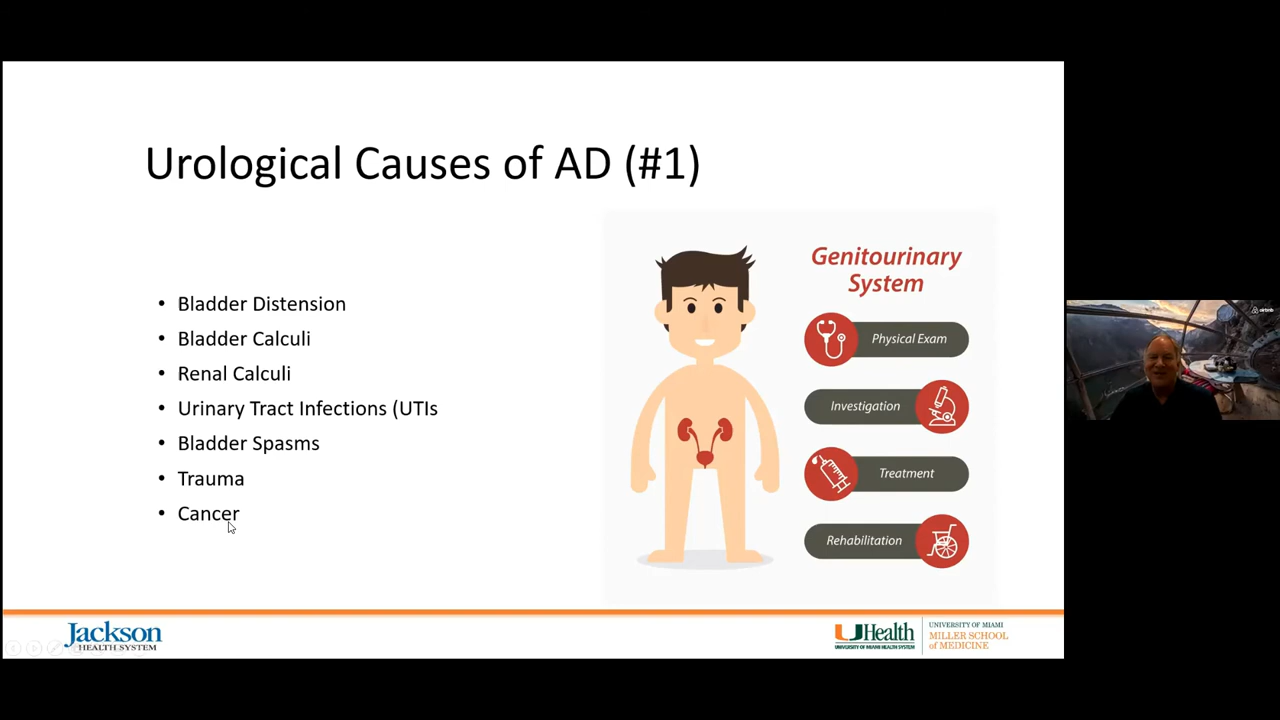 Urological Causes of AD (#1)
Bladder Distension
Bladder Calculi
Renal Calculi
Urinary Tract Infections (UTIs
Bladder Spasms
Trauma
Cancer
Genitourinary
System
Physical Exam
Investigation
Treatment
Rehabilitation
airbnb
Jackson
HEALTH SYSTEM
UHealth
UNIVERSITY OF MIAMI HEALTH SYSTEM
UNIVERSITY OF MIAMI
MILLER SCHOOL
of MEDICINE